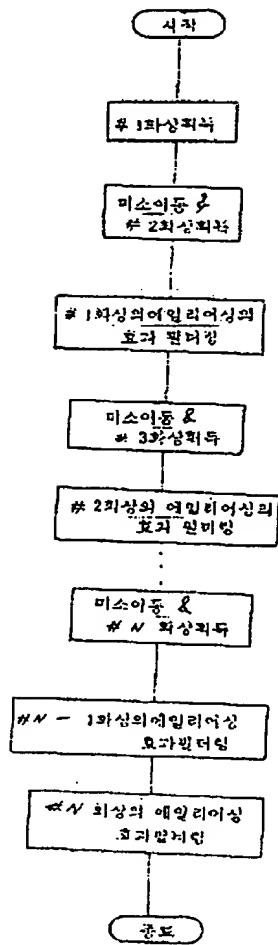 시작
# 1화상획득
미소이동 &
# 2화상획득
# 1화상의에일리어싱의
효과 필터링
미소이동 &
# 3화상획득
# 2화상의 에일리어싱의
효과 필터링
미소이동 &
# N 화상획득
#N - 1화상의에일리어싱
효과필터링
#N 화상의 에일리어싱
효과필터링
종료